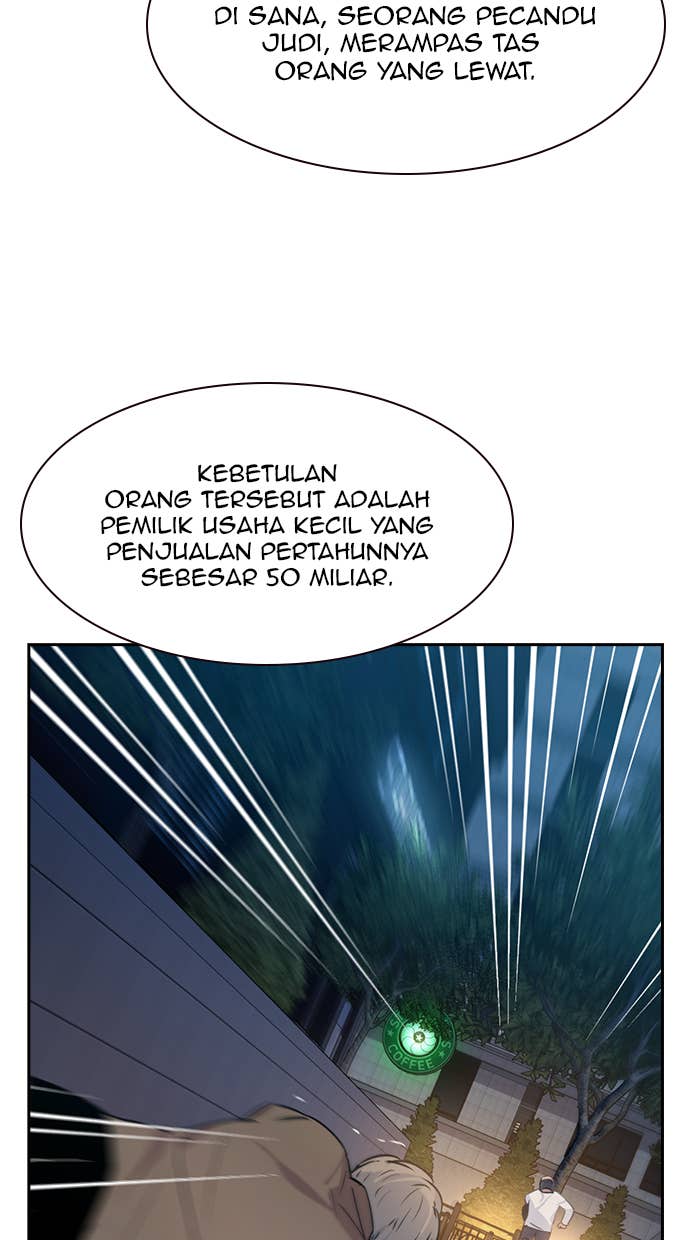 DI SANA, SEORANG PECANDU
JUDI, MERAMPAS TAS
ORANG YANG LEWAT.
KEBETULAN
ORANG TERSEBUT ADALAH
PEMILIK USAHA KECIL YANG
PENJUALAN PERTAHUNNYA
SEBESAR 50 MILIAR.
COFFEE